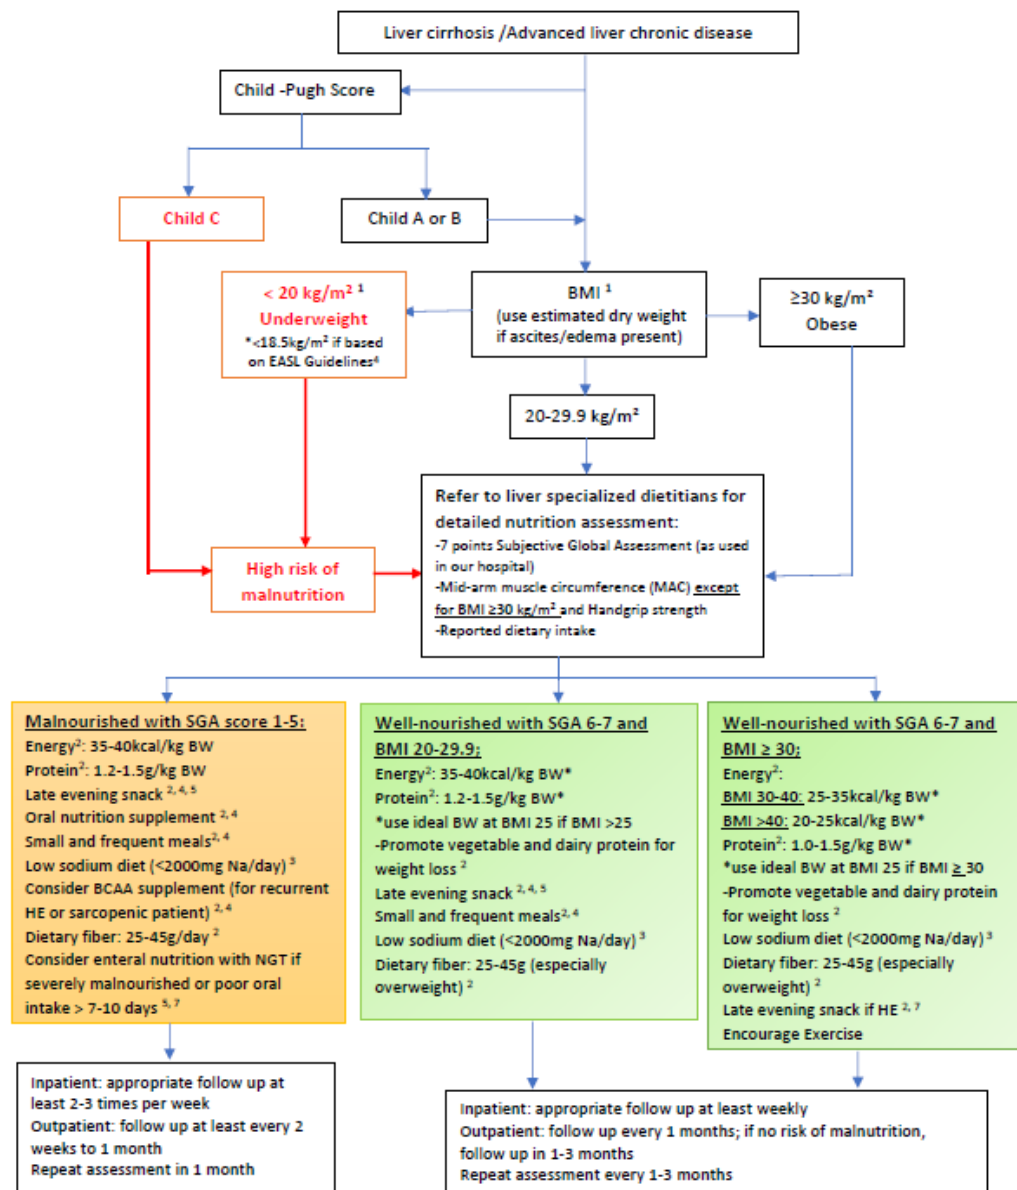 Liver cirrhosis /Advanced liver chronic disease
Child -Pugh Score
Child C
Child A or B
< 20 kg/m² ¹
Underweight
*<18.5kg/m² if based
on EASL Guidelines⁴
BMI ¹
(use estimated dry weight
if ascites/edema present)
≥30 kg/m²
Obese
20-29.9 kg/m²
High risk of
malnutrition
Refer to liver specialized dietitians for
detailed nutrition assessment:
-7 points Subjective Global Assessment (as used
in our hospital)
-Mid-arm muscle circumference (MAC) except
for BMI ≥30 kg/m² and Handgrip strength
-Reported dietary intake
Malnourished with SGA score 1-5:
Energy²: 35-40kcal/kg BW
Protein²: 1.2-1.5g/kg BW
Late evening snack ², ⁴, ⁵
Oral nutrition supplement ², ⁴
Small and frequent meals², ⁴
Low sodium diet (<2000mg Na/day) ³
Consider BCAA supplement (for recurrent
HE or sarcopenic patient) ², ⁴
Dietary fiber: 25-45g/day ²
Consider enteral nutrition with NGT if
severely malnourished or poor oral
intake > 7-10 days ⁵, ⁷
Well-nourished with SGA 6-7 and
BMI 20-29.9;
Energy²: 35-40kcal/kg BW*
Protein²: 1.2-1.5g/kg BW*
*use ideal BW at BMI 25 if BMI >25
-Promote vegetable and dairy protein for
weight loss ²
Late evening snack ², ⁴, ⁵
Small and frequent meals², ⁴
Low sodium diet (<2000mg Na/day) ³
Dietary fiber: 25-45g (especially
overweight) ²
Well-nourished with SGA 6-7 and
BMI ≥ 30;
Energy²:
BMI 30-40: 25-35kcal/kg BW*
BMI >40: 20-25kcal/kg BW*
Protein²: 1.0-1.5g/kg BW*
*use ideal BW at BMI 25 if BMI ≥ 30
-Promote vegetable and dairy protein
for weight loss ²
Low sodium diet (<2000mg Na/day) ³
Dietary fiber: 25-45g (especially
overweight) ²
Late evening snack if HE ², ⁷
Encourage Exercise
Inpatient: appropriate follow up at
least 2-3 times per week
Outpatient: follow up at least every 2
weeks to 1 month
Repeat assessment in 1 month
Inpatient: appropriate follow up at least weekly
Outpatient: follow up every 1 months; if no risk of malnutrition,
follow up in 1-3 months
Repeat assessment every 1-3 months